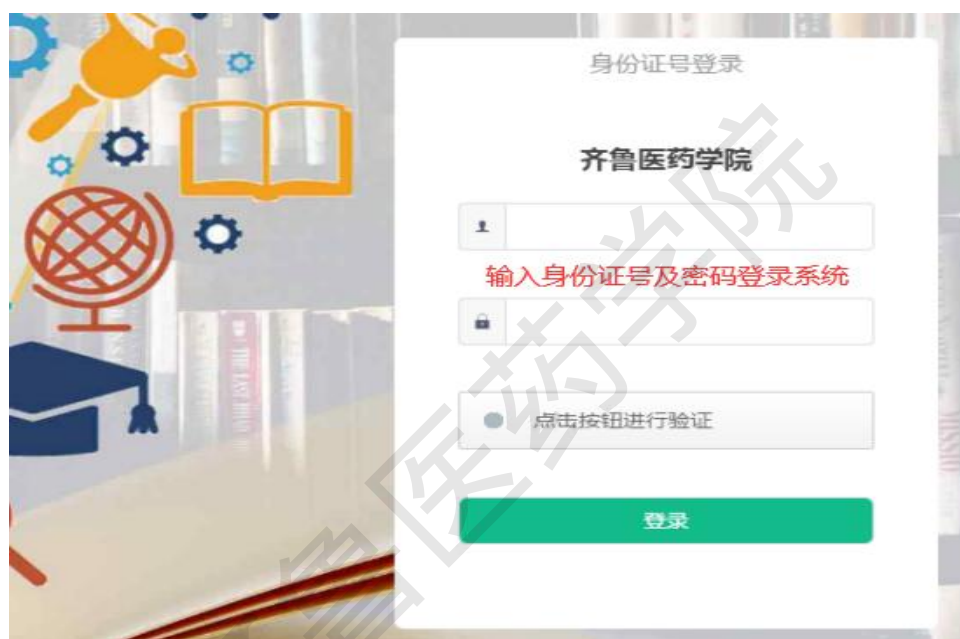 身份证号登录
齐鲁医药学院
输入身份证号及密码登录系统
点击按钮进行验证
登录
鲁医药学院